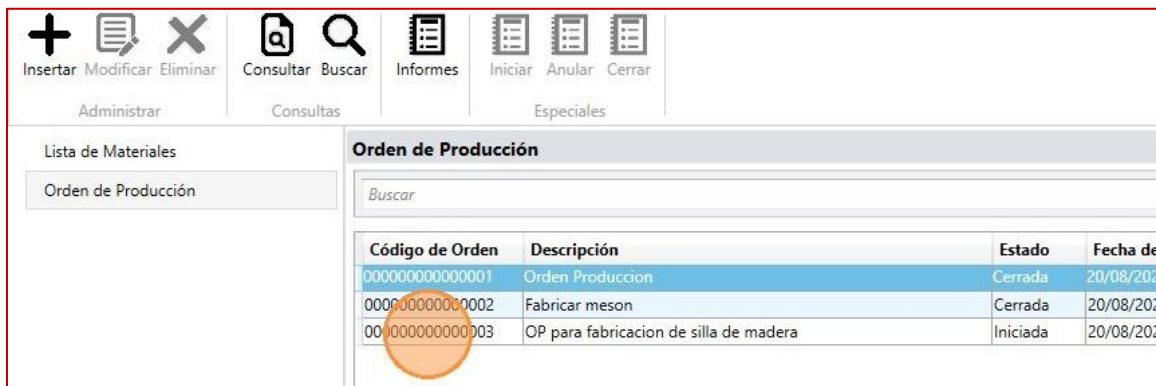 Insertar Modificar Eliminar Consultar Buscar Informes Iniciar Anular Cerrar
Administrar Consultas Especiales
Lista de Materiales
Orden de Producción
Orden de Producción
Buscar
Código de Orden Descripción Estado Fecha de
000000000000001 Orden Produccion Cerrada 20/08/202
000000000000002 Fabricar meson Cerrada 20/08/202
000000000000003 OP para fabricacion de silla de madera Iniciada 20/08/202